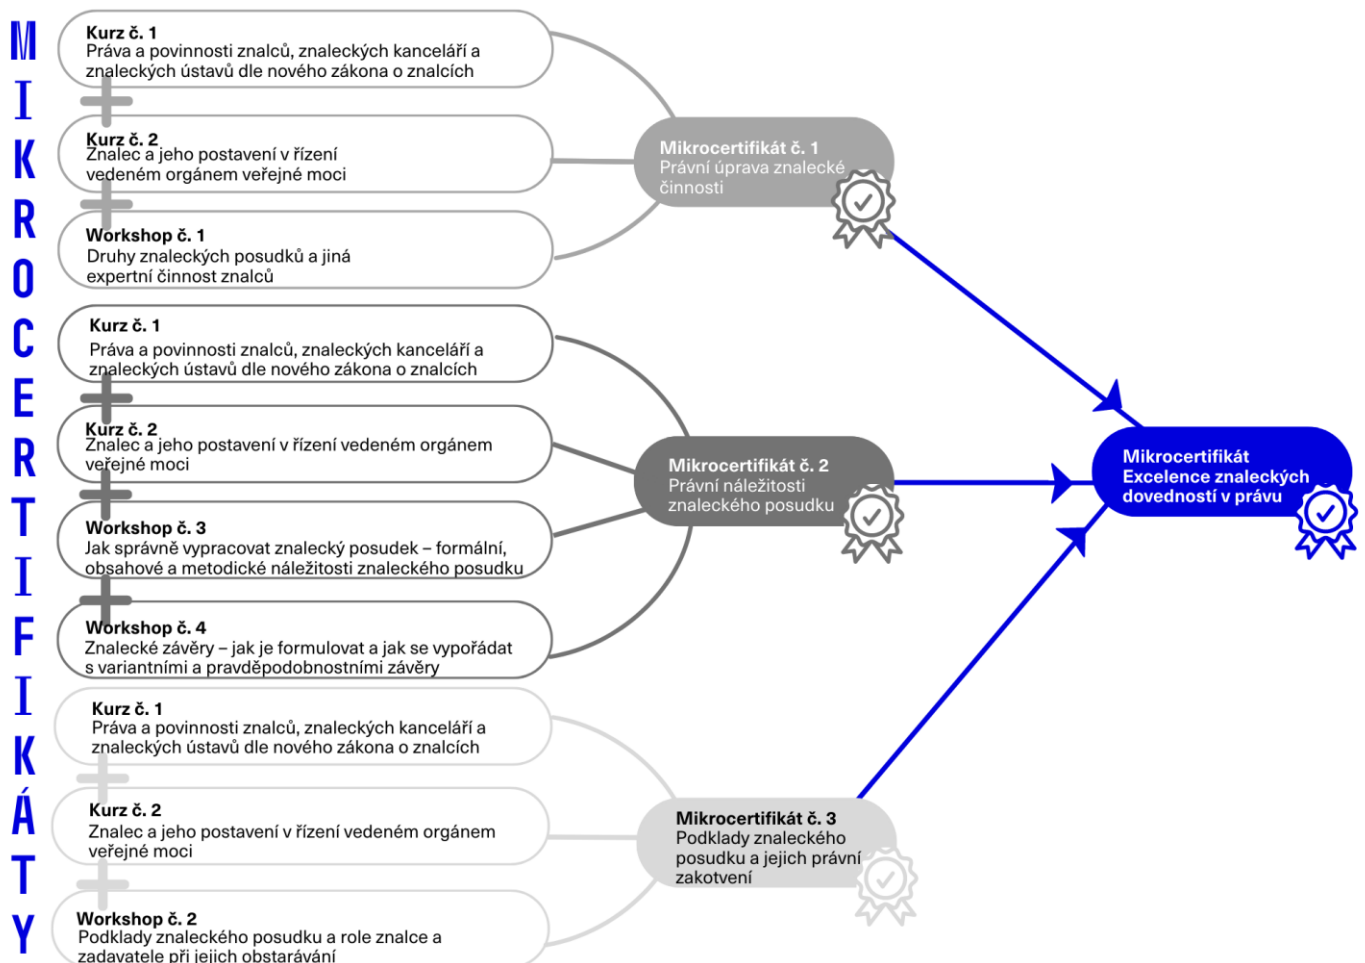 MIKROCERTIFIKÁTY
Kurz č. 1
Práva a povinnosti znalců, znaleckých kanceláří a
znaleckých ústavů dle nového zákona o znalcích
Kurz č. 2
Znalec a jeho postavení v řízení
vedeném orgánem veřejné moci
Workshop č. 1
Druhy znaleckých posudků a jiná
expertní činnost znalců
Mikrocertifikát č. 1
Právní úprava znalecké
činnosti
Kurz č. 1
Práva a povinnosti znalců, znaleckých kanceláří a
znaleckých ústavů dle nového zákona o znalcích
Kurz č. 2
Znalec a jeho postavení v řízení vedeném orgánem
veřejné moci
Workshop č. 3
Jak správně vypracovat znalecký posudek – formální,
obsahové a metodické náležitosti znaleckého posudku
Workshop č. 4
Znalecké závěry – jak je formulovat a jak se vypořádat
s variantními a pravděpodobnostními závěry
Mikrocertifikát č. 2
Právní náležitosti
znaleckého posudku
Kurz č. 1
Práva a povinnosti znalců, znaleckých kanceláří a
znaleckých ústavů dle nového zákona o znalcích
Kurz č. 2
Znalec a jeho postavení v řízení vedeném orgánem
veřejné moci
Workshop č. 2
Podklady znaleckého posudku a role znalce a
zadavatele při jejich obstarávání
Mikrocertifikát č. 3
Podklady znaleckého
posudku a jejich právní
zakotvení
Mikrocertifikát
Excelence znaleckých
dovedností v právu